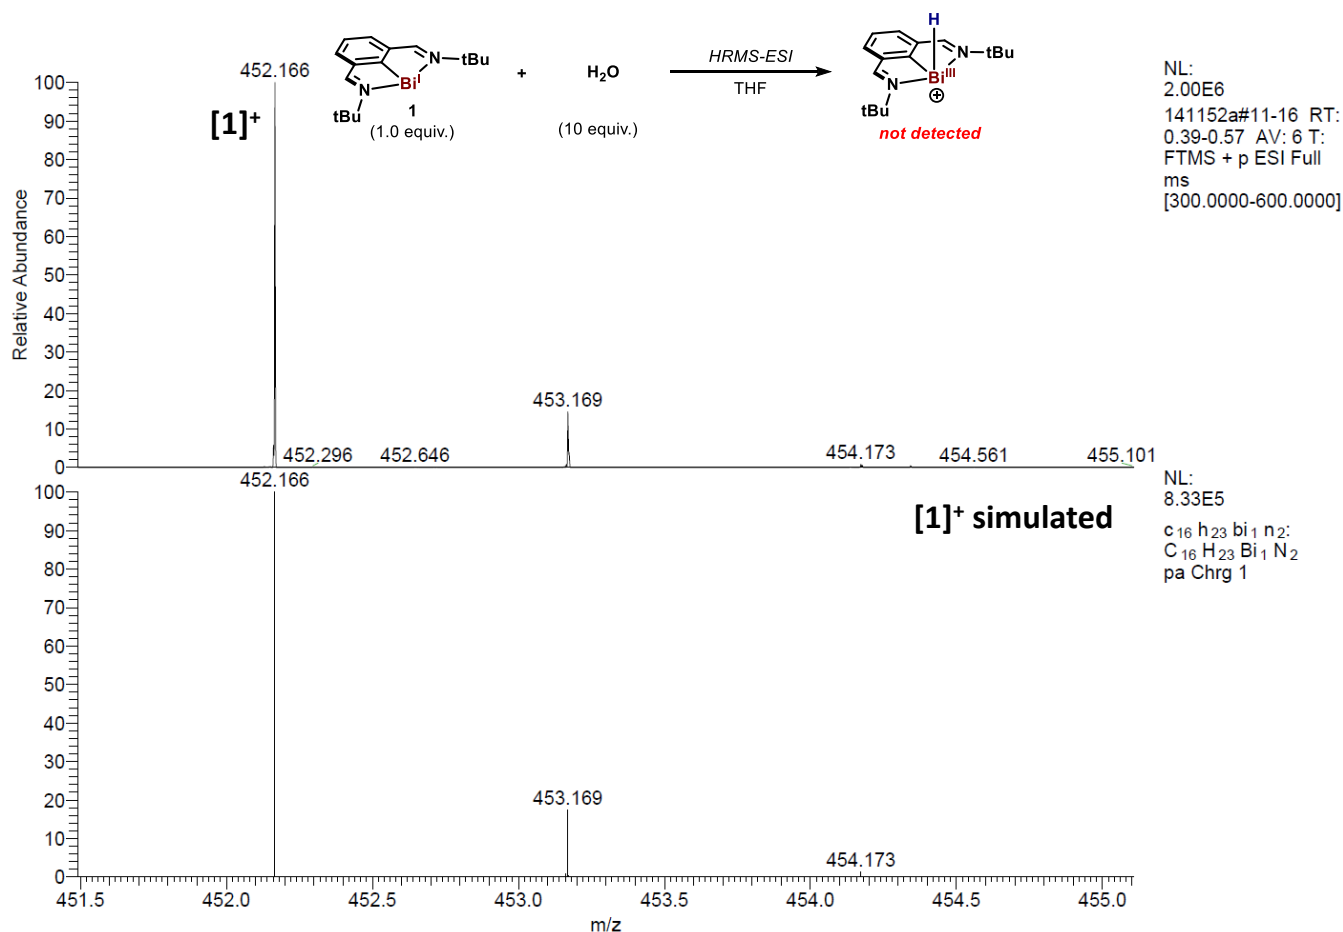 H
N
tBu
Bi^I
N
tBu
1
(1.0 equiv.)
+
H₂O
(10 equiv.)
HRMS-ESI
THF
N
tBu
Bi^III
⊕
N
tBu
not detected
[1]⁺
NL:
2.00E6
141152a#11-16 RT:
0.39-0.57 AV: 6 T:
FTMS + p ESI Full
ms
[300.0000-600.0000]
Relative Abundance
100
90
80
70
60
50
40
30
20
10
0
452.166
452.296
452.646
453.169
454.173
454.561
455.101
[1]⁺ simulated
NL:
8.33E5
c 16 h 23 bi 1 n 2:
C 16 H 23 Bi 1 N 2
pa Chrg 1
100
90
80
70
60
50
40
30
20
10
0
452.166
453.169
454.173
451.5
452.0
452.5
453.0
453.5
454.0
454.5
455.0
m/z